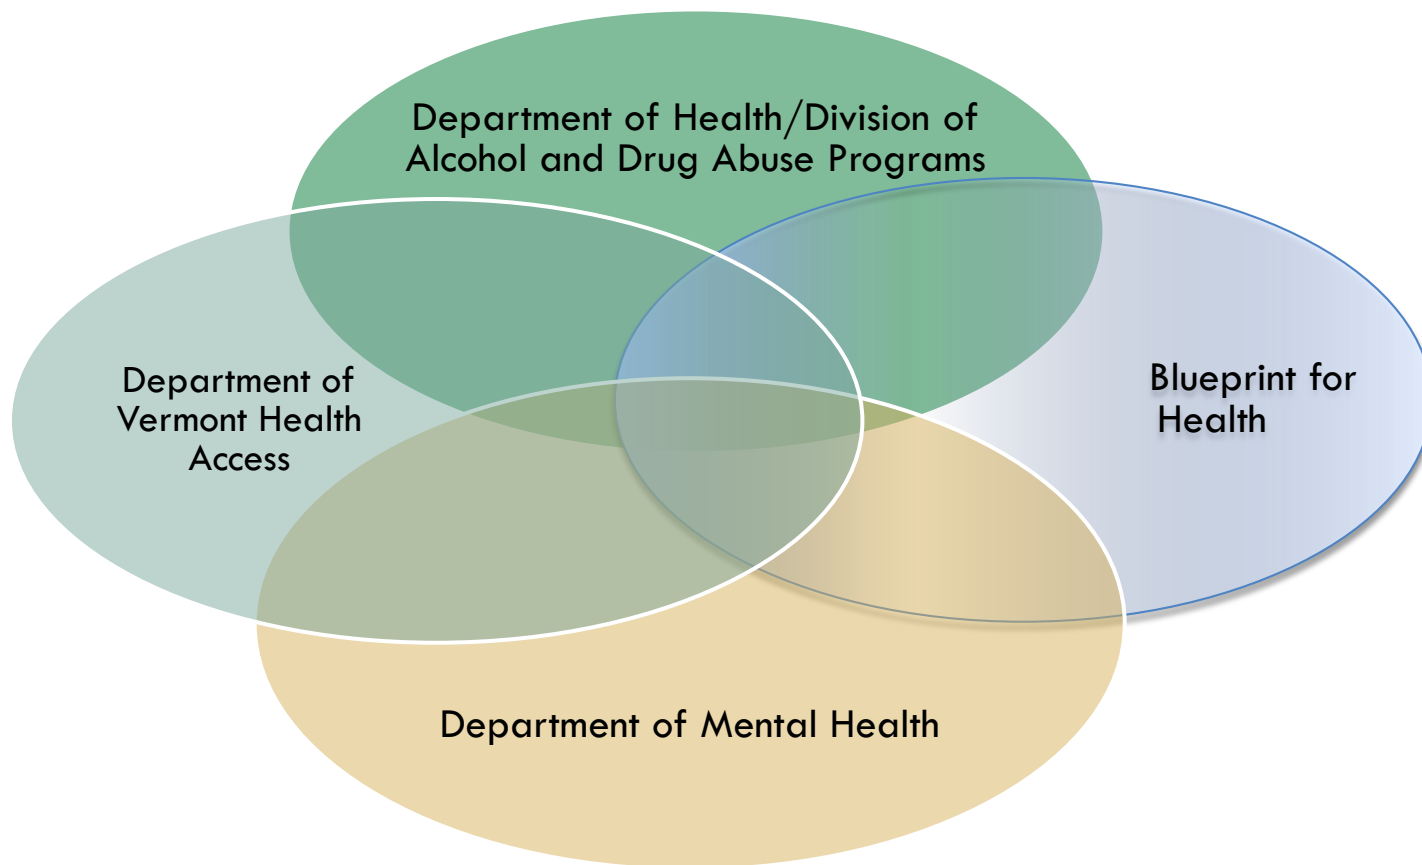 Department of Health/Division of
Alcohol and Drug Abuse Programs
Department of
Vermont Health
Access
Blueprint for
Health
Department of Mental Health